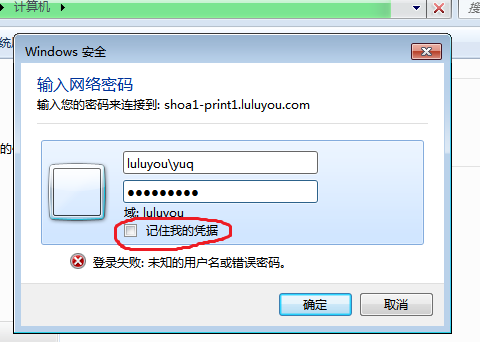 计算机
搜
统
Windows 安全
输入网络密码
输入您的密码来连接到: shoa1-print1.luluyou.com
的
luluyou\yuq
●●●●●●●●●
域: luluyou
记住我的凭据
登录失败: 未知的用户名或错误密码。
确定
取消